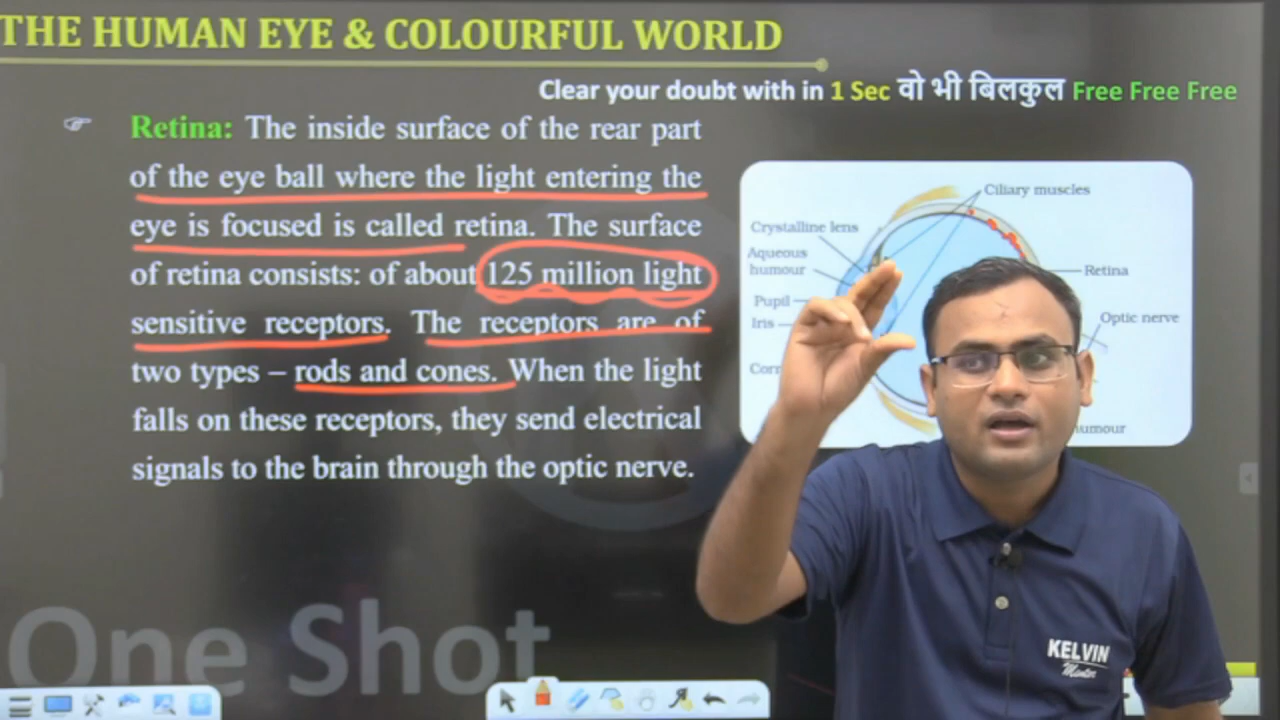 THE HUMAN EYE & COLOURFUL WORLD
Clear your doubt with in 1 Sec वो भी बिलकुल Free Free Free
Retina: The inside surface of the rear part
of the eye ball where the light entering the
eye is focused is called retina. The surface
of retina consists: of about 125 million light
sensitive receptors. The receptors are of
two types – rods and cones. When the light
falls on these receptors, they send electrical
signals to the brain through the optic nerve.
Ciliary muscles
Crystalline lens
Aqueous
humour
Retina
Pupil
Optic nerve
Iris
umour
KELVIN
Mentor
One Shot